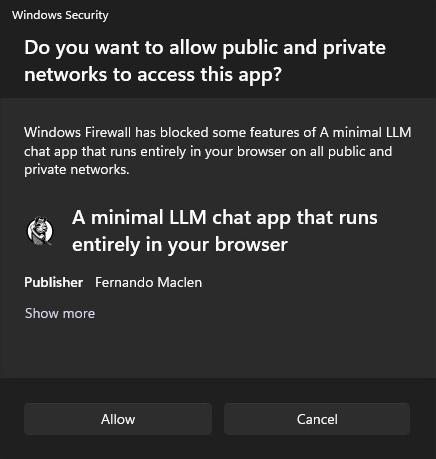 Windows Security
Do you want to allow public and private
networks to access this app?
Windows Firewall has blocked some features of A minimal LLM
chat app that runs entirely in your browser on all public and
private networks.
A minimal LLM chat app that runs
entirely in your browser
Publisher Fernando Maclen
Show more
Allow
Cancel